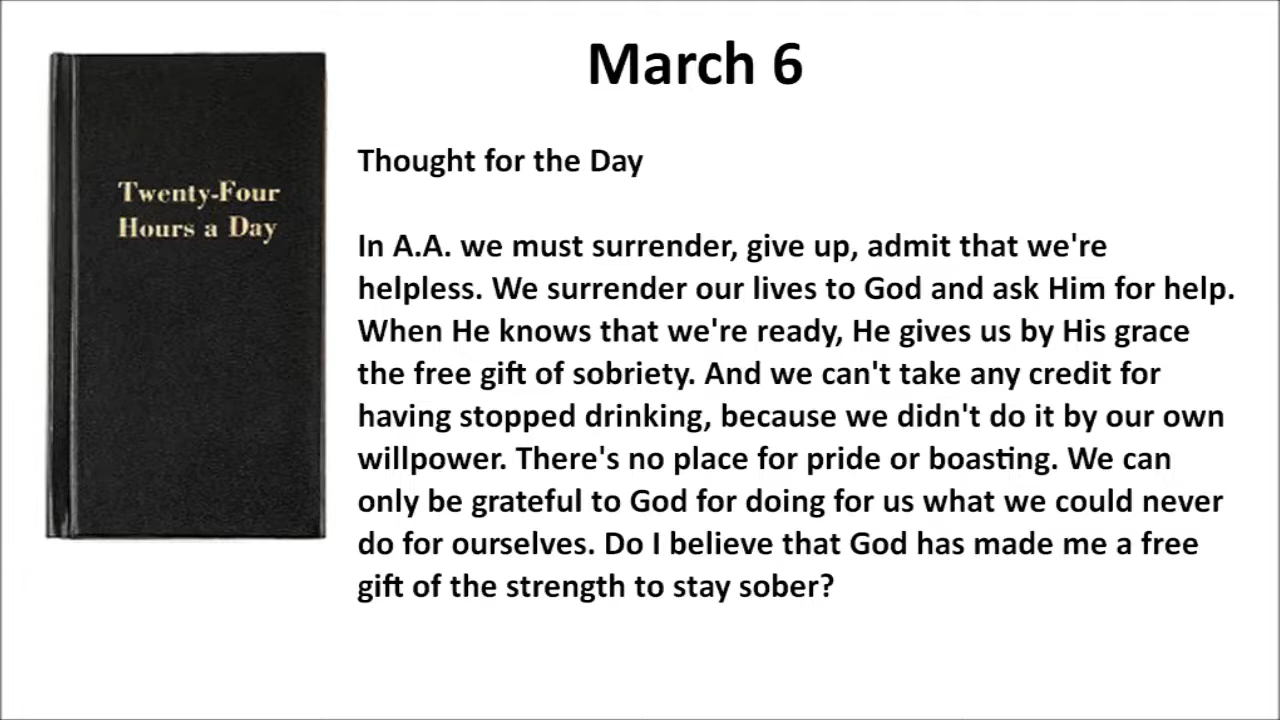 March 6
Twenty-Four
Hours a Day
Thought for the Day
In A.A. we must surrender, give up, admit that we're
helpless. We surrender our lives to God and ask Him for help.
When He knows that we're ready, He gives us by His grace
the free gift of sobriety. And we can't take any credit for
having stopped drinking, because we didn't do it by our own
willpower. There's no place for pride or boasting. We can
only be grateful to God for doing for us what we could never
do for ourselves. Do I believe that God has made me a free
gift of the strength to stay sober?